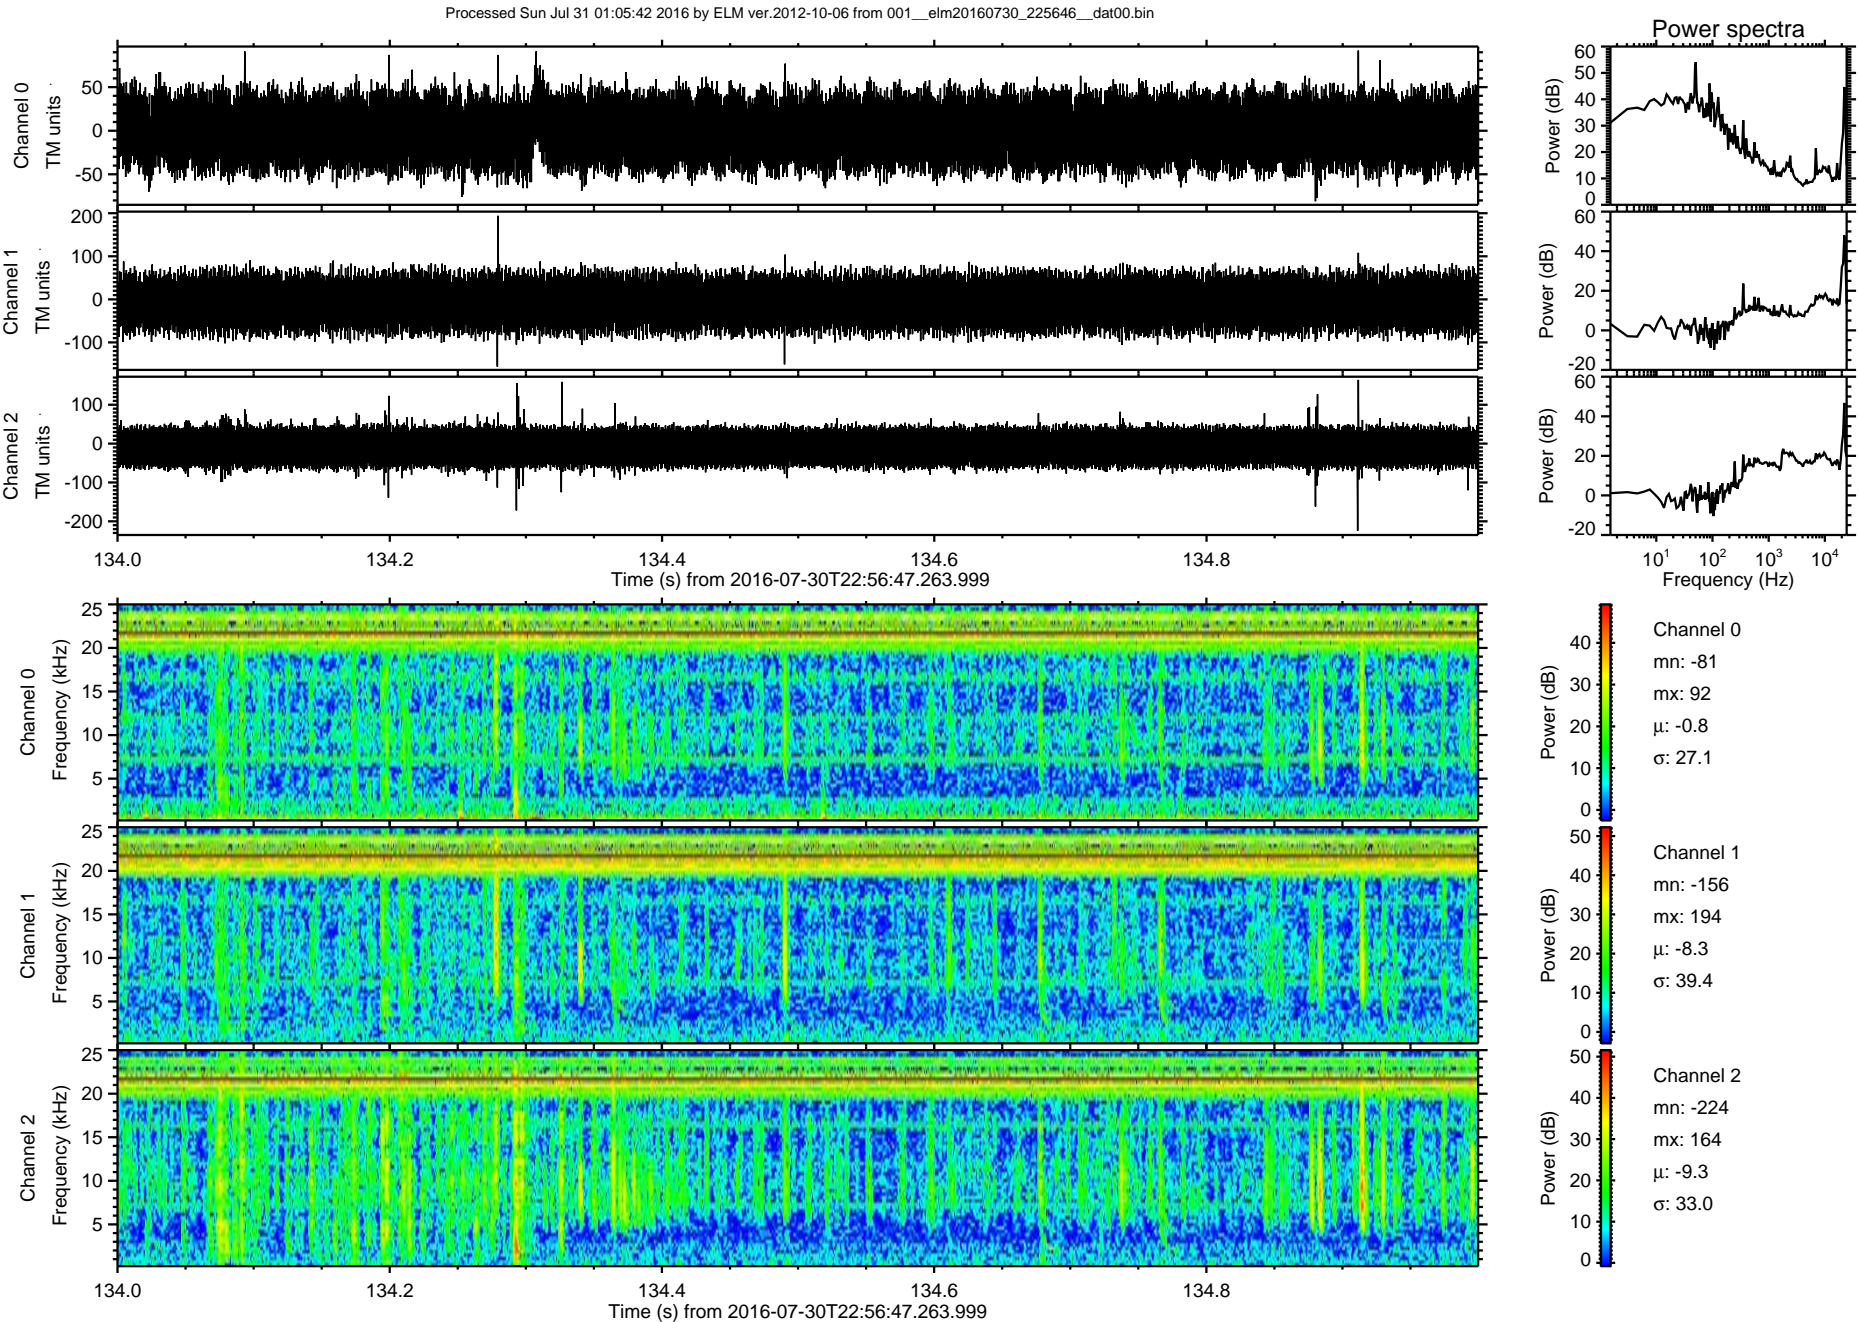 Processed Sun Jul 31 01:05:42 2016 by ELM ver.2012-10-06 from 001__elm20160730_225646__dat00.bin
Power spectra
Channel 0
TM units
50
0
-50
Power (dB)
60
50
40
30
20
10
0
Channel 1
TM units
200
100
0
-100
Power (dB)
60
40
20
0
-20
Channel 2
TM units
100
0
-100
-200
Power (dB)
60
40
20
0
-20
134.0 134.2 134.4 134.6 134.8
Time (s) from 2016-07-30T22:56:47.263.999
10^1 10^2 10^3 10^4
Frequency (Hz)
Channel 0
Frequency (kHz)
25
20
15
10
5
Power (dB)
40
30
20
10
0
Channel 0
mn: -81
mx: 92
μ: -0.8
σ: 27.1
Channel 1
Frequency (kHz)
25
20
15
10
5
Power (dB)
50
40
30
20
10
0
Channel 1
mn: -156
mx: 194
μ: -8.3
σ: 39.4
Channel 2
Frequency (kHz)
25
20
15
10
5
Power (dB)
50
40
30
20
10
0
Channel 2
mn: -224
mx: 164
μ: -9.3
σ: 33.0
134.0 134.2 134.4 134.6 134.8
Time (s) from 2016-07-30T22:56:47.263.999